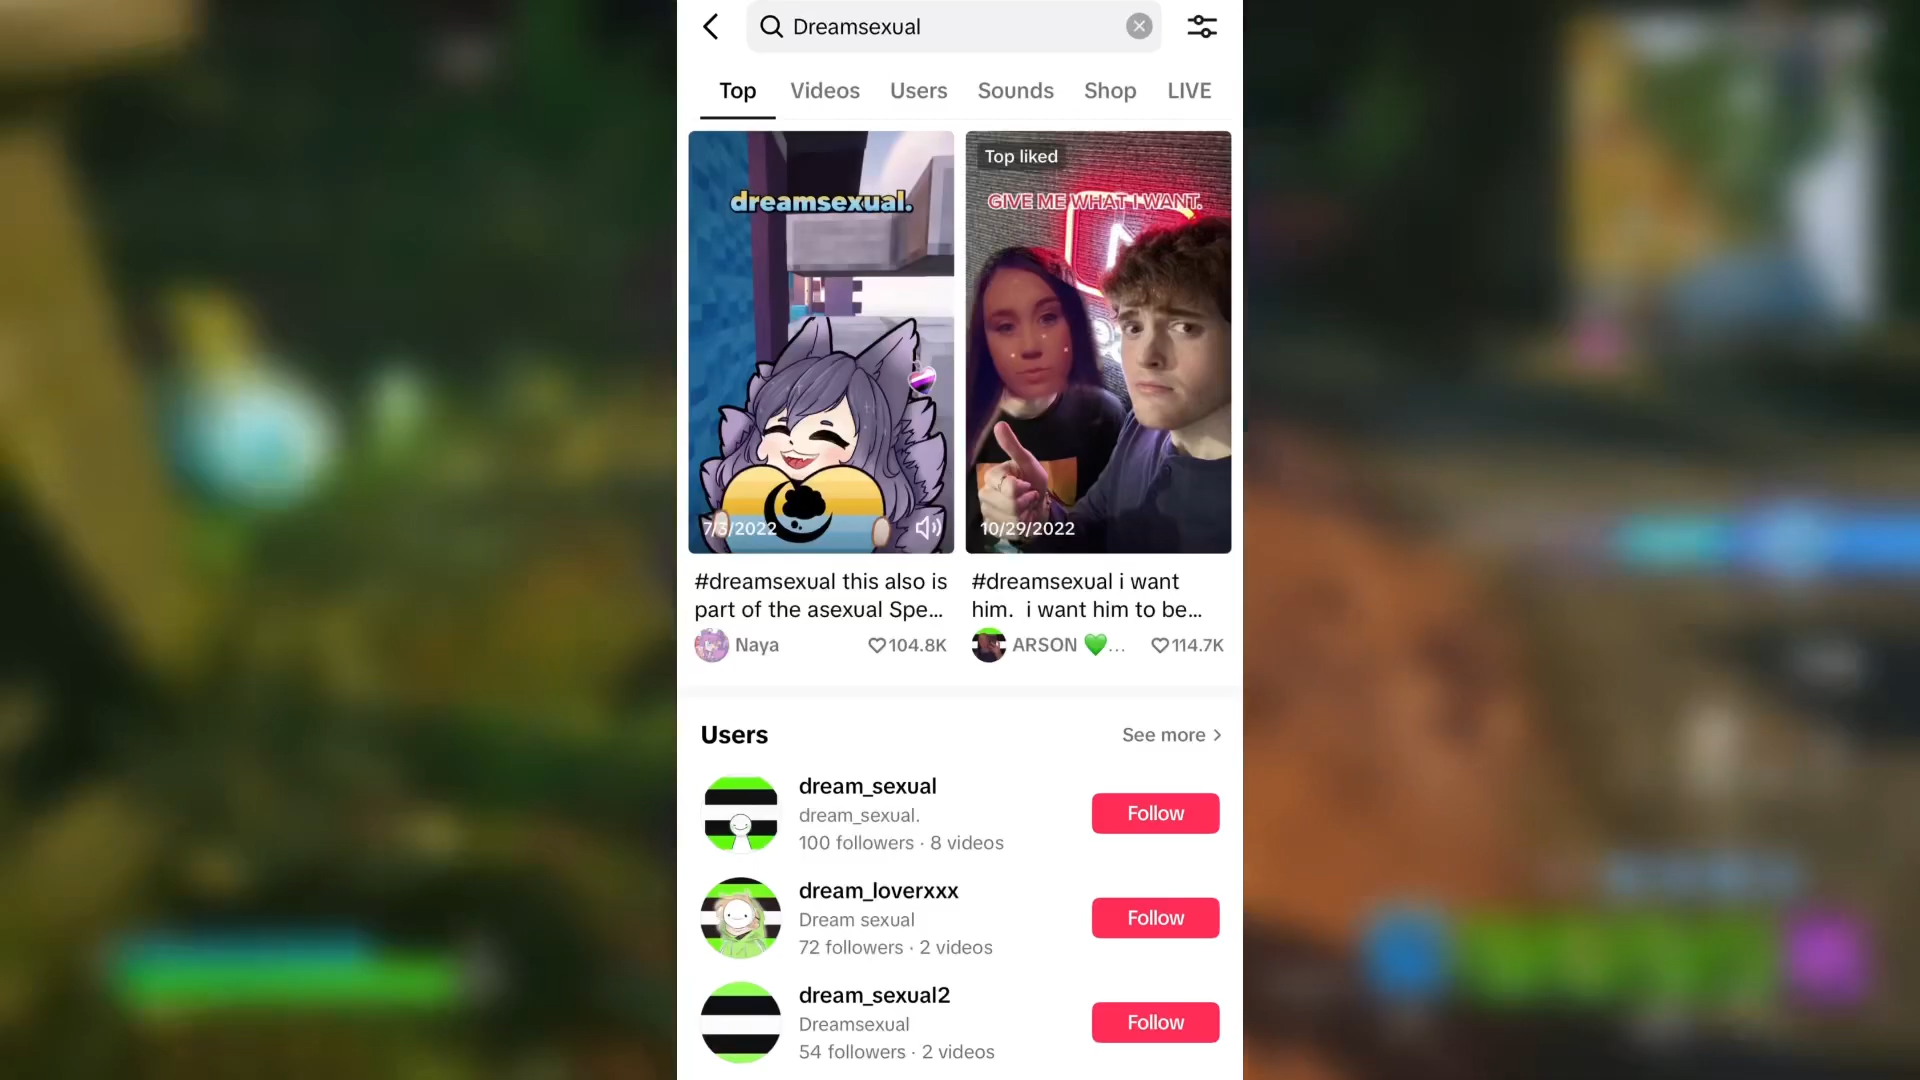 Dreamsexual
Top Videos Users Sounds Shop LIVE
dreamsexual.
7/3/2022
Top liked
GIVE ME WHAT I WANT.
10/29/2022
#dreamsexual this also is
part of the asexual Spe...
Naya 104.8K
#dreamsexual i want
him. i want him to be...
ARSON 💚... 114.7K
Users See more >
dream_sexual
dream_sexual.
100 followers · 8 videos
Follow
dream_loverxxx
Dream sexual
72 followers · 2 videos
Follow
dream_sexual2
Dreamsexual
54 followers · 2 videos
Follow